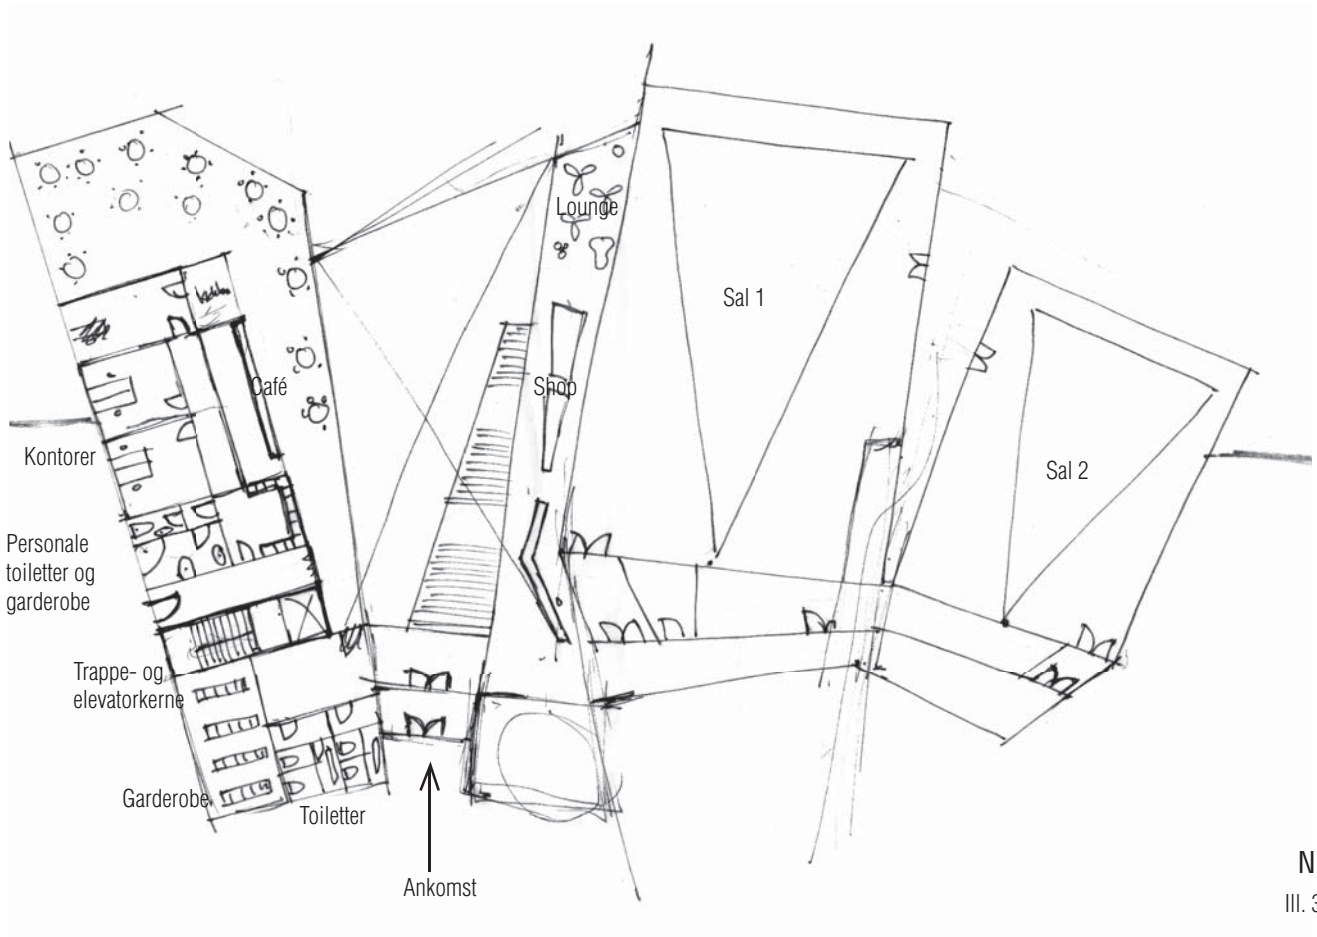 Lounge
Sal 1
Café
Shop
Kontorer
Sal 2
Personale
toiletter og
garderobe
Trappe- og
elevatorkerne
Garderobe
Toiletter
Ankomst
N
Ill. 3